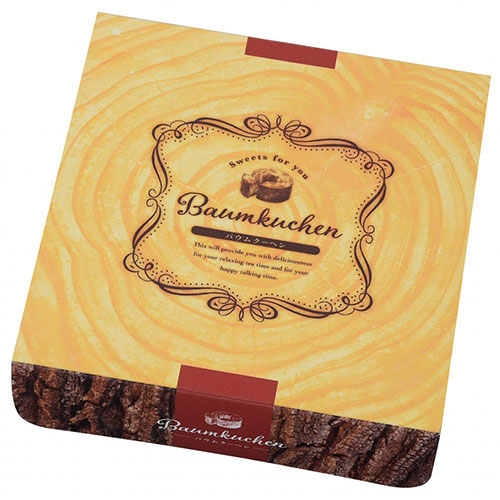 Sweets for you
Baumkuchen
バウムクーヘン
This will provide you with deliciousness
for your relaxing tea time and for your
happy talking time.
Baumkuchen
バウムクーヘン